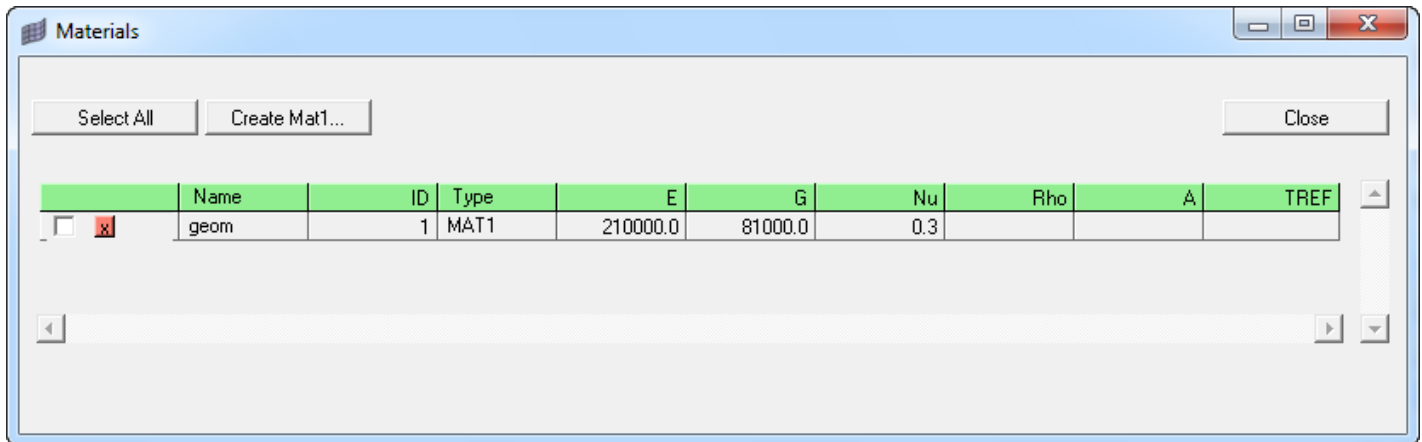 Materials
Select All Create Mat1... Close
Name ID Type E G Nu Rho A TREF
x geom 1 MAT1 210000.0 81000.0 0.3